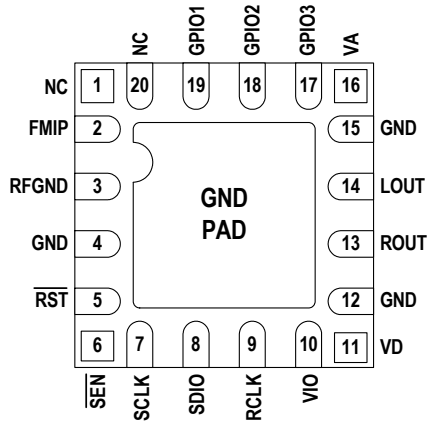 NC
GPIO1
GPIO2
GPIO3
VA
NC
1
20
19
18
17
16
FMIP
2
15
GND
RFGND
3
GND
PAD
14
LOUT
GND
4
13
ROUT
RST
5
12
GND
6
7
8
9
10
11
VD
SEN
SCLK
SDIO
RCLK
VIO